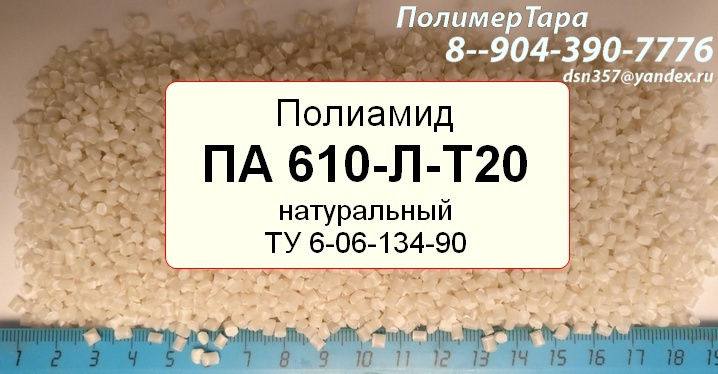 ПолимерТара
8--904-390-7776
dsn357@yandex.ru
Полиамид
ПА 610-Л-Т20
натуральный
ТУ 6-06-134-90
1 2 3 4 5 7 8 9 10 11 12 13 14 15 16 17 18 19